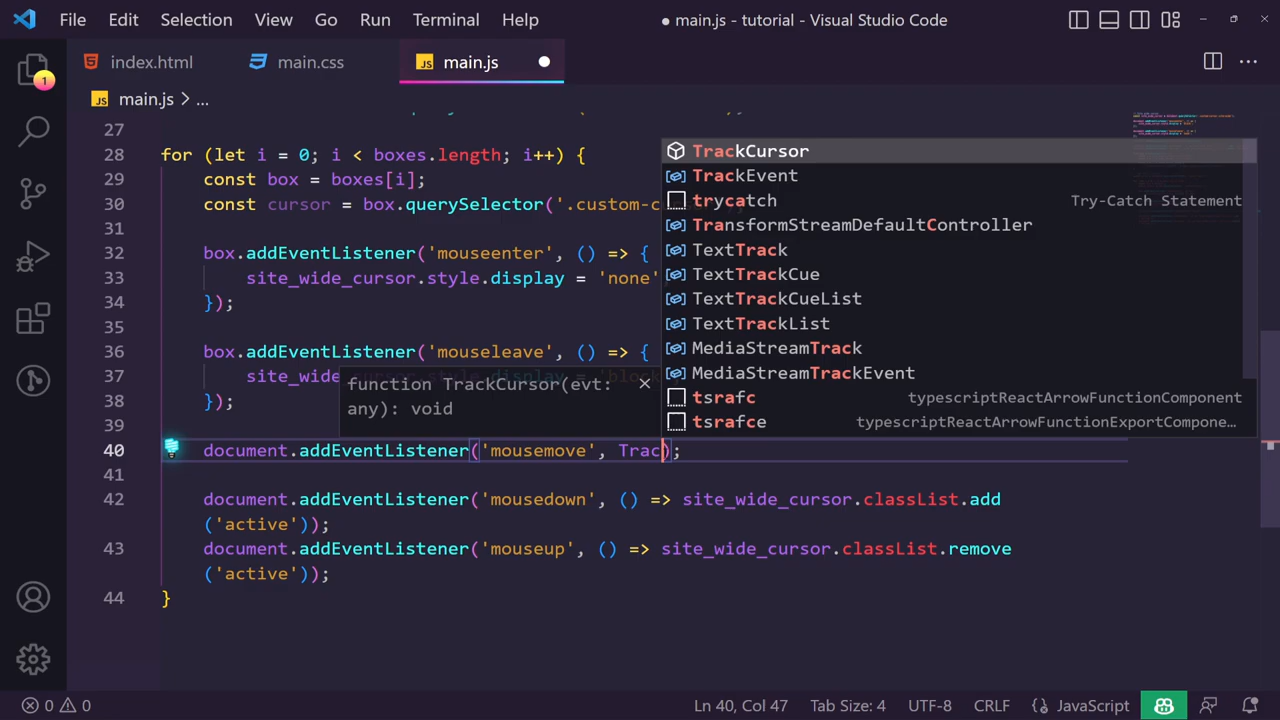 File Edit Selection View Go Run Terminal Help ● main.js - tutorial - Visual Studio Code
index.html main.css JS main.js
1
JS main.js > ...
27
28 for (let i = 0; i < boxes.length; i++) {
29 const box = boxes[i];
30 const cursor = box.querySelector('.custom-c
31
32 box.addEventListener('mouseenter', () => {
33 site_wide_cursor.style.display = 'none'
34 });
35
36 box.addEventListener('mouseleave', () => {
37 site_wide_cursor.style.display = 'block
38 });
39
40 document.addEventListener('mousemove', Trac);
41
42 document.addEventListener('mousedown', () => site_wide_cursor.classList.add
('active'));
43 document.addEventListener('mouseup', () => site_wide_cursor.classList.remove
('active'));
44 }
TrackCursor
TrackEvent
trycatch Try-Catch Statement
TransformStreamDefaultController
TextTrack
TextTrackCue
TextTrackCueList
TextTrackList
MediaStreamTrack
MediaStreamTrackEvent
tsrafc typescriptReactArrowFunctionComponent
tsrafce typescriptReactArrowFunctionExportCompone…
function TrackCursor(evt:
any): void
0 0 Ln 40, Col 47 Tab Size: 4 UTF-8 CRLF JavaScript